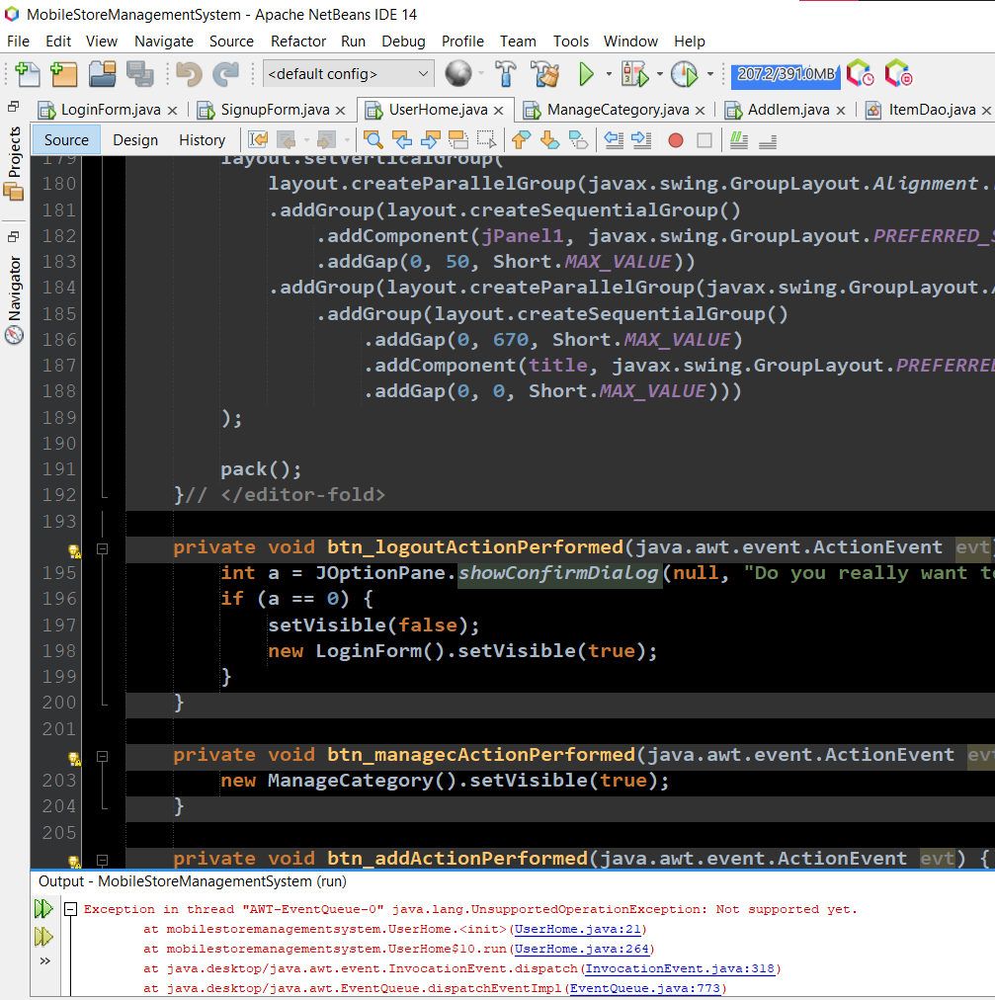 MobileStoreManagementSystem - Apache NetBeans IDE 14
File Edit View Navigate Source Refactor Run Debug Profile Team Tools Window Help
<default config> 207.2/391.0MB
LoginForm.java SignupForm.java UserHome.java ManageCategory.java AddIem.java ItemDao.java
Projects
Navigator
Source Design History
179 layout.setVerticalGroup(
180 layout.createParallelGroup(javax.swing.GroupLayout.Alignment.
181 .addGroup(layout.createSequentialGroup()
182 .addComponent(jPanel1, javax.swing.GroupLayout.PREFERRED_S
183 .addGap(0, 50, Short.MAX_VALUE))
184 .addGroup(layout.createParallelGroup(javax.swing.GroupLayout.A
185 .addGroup(layout.createSequentialGroup()
186 .addGap(0, 670, Short.MAX_VALUE)
187 .addComponent(title, javax.swing.GroupLayout.PREFERRE
188 .addGap(0, 0, Short.MAX_VALUE)))
189 );
190
191 pack();
192 }// </editor-fold>
193
private void btn_logoutActionPerformed(java.awt.event.ActionEvent evt)
195 int a = JOptionPane.showConfirmDialog(null, "Do you really want to
196 if (a == 0) {
197 setVisible(false);
198 new LoginForm().setVisible(true);
199 }
200 }
201
private void btn_managecActionPerformed(java.awt.event.ActionEvent evt
203 new ManageCategory().setVisible(true);
204 }
205
private void btn_addActionPerformed(java.awt.event.ActionEvent evt) {
Output - MobileStoreManagementSystem (run)
Exception in thread "AWT-EventQueue-0" java.lang.UnsupportedOperationException: Not supported yet.
at mobilestoremanagementsystem.UserHome.<init>(UserHome.java:21)
at mobilestoremanagementsystem.UserHome$10.run(UserHome.java:264)
at java.desktop/java.awt.event.InvocationEvent.dispatch(InvocationEvent.java:318)
at java.desktop/java.awt.EventQueue.dispatchEventImpl(EventQueue.java:773)